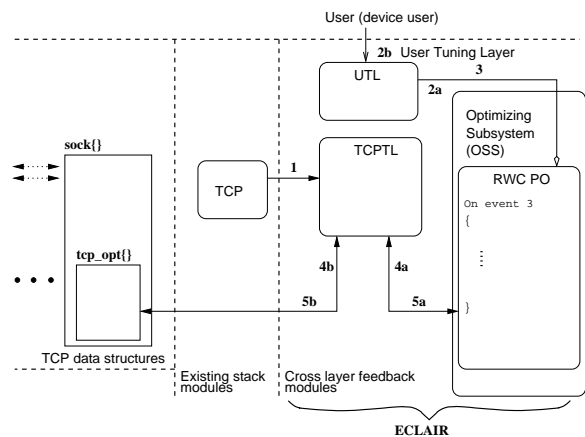 User (device user)
2b
User Tuning Layer
UTL
3
2a
Optimizing
Subsystem
(OSS)
sock{}
TCPTL
1
TCP
RWC PO
On event 3
{
}
tcp_opt{}
4b
4a
5b
5a
TCP data structures
Existing stack
modules
Cross layer feedback
modules
ECLAIR